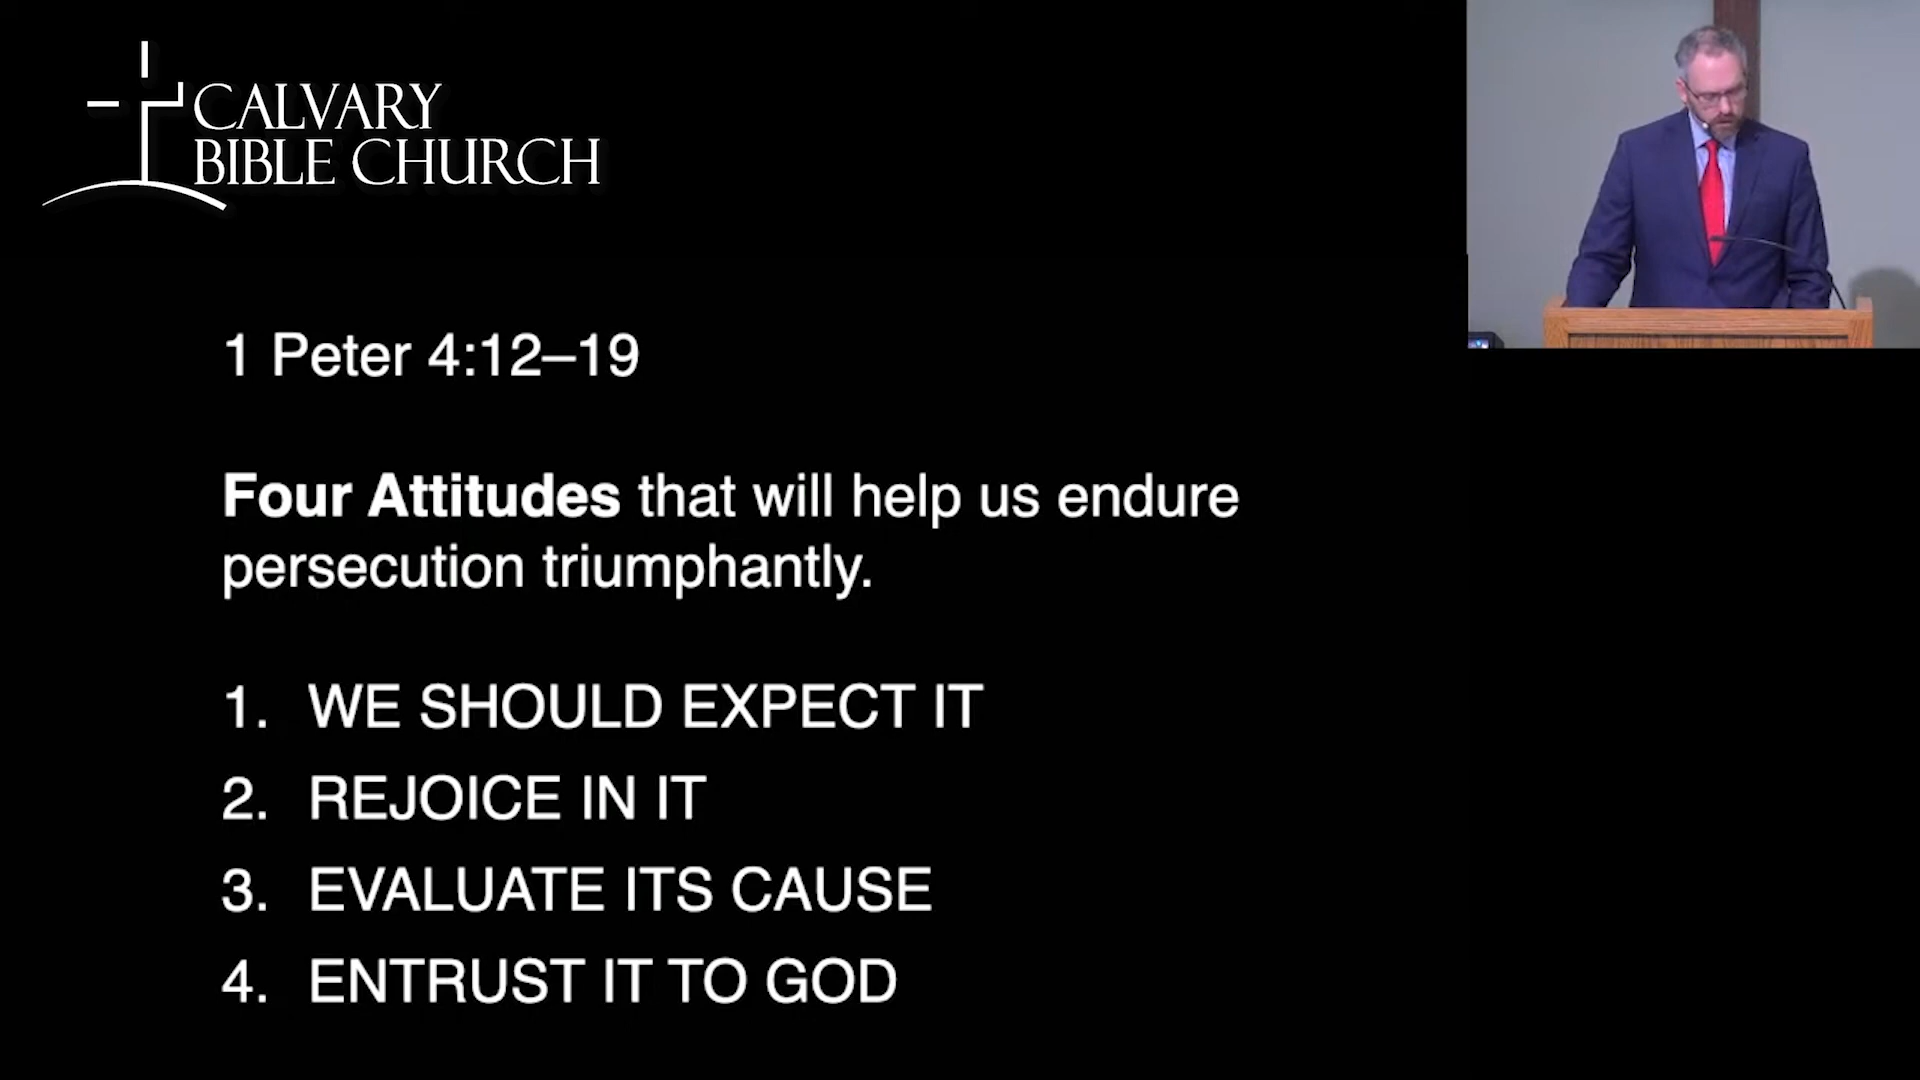 CALVARY
BIBLE CHURCH
1 Peter 4:12–19
Four Attitudes that will help us endure
persecution triumphantly.
1. WE SHOULD EXPECT IT
2. REJOICE IN IT
3. EVALUATE ITS CAUSE
4. ENTRUST IT TO GOD